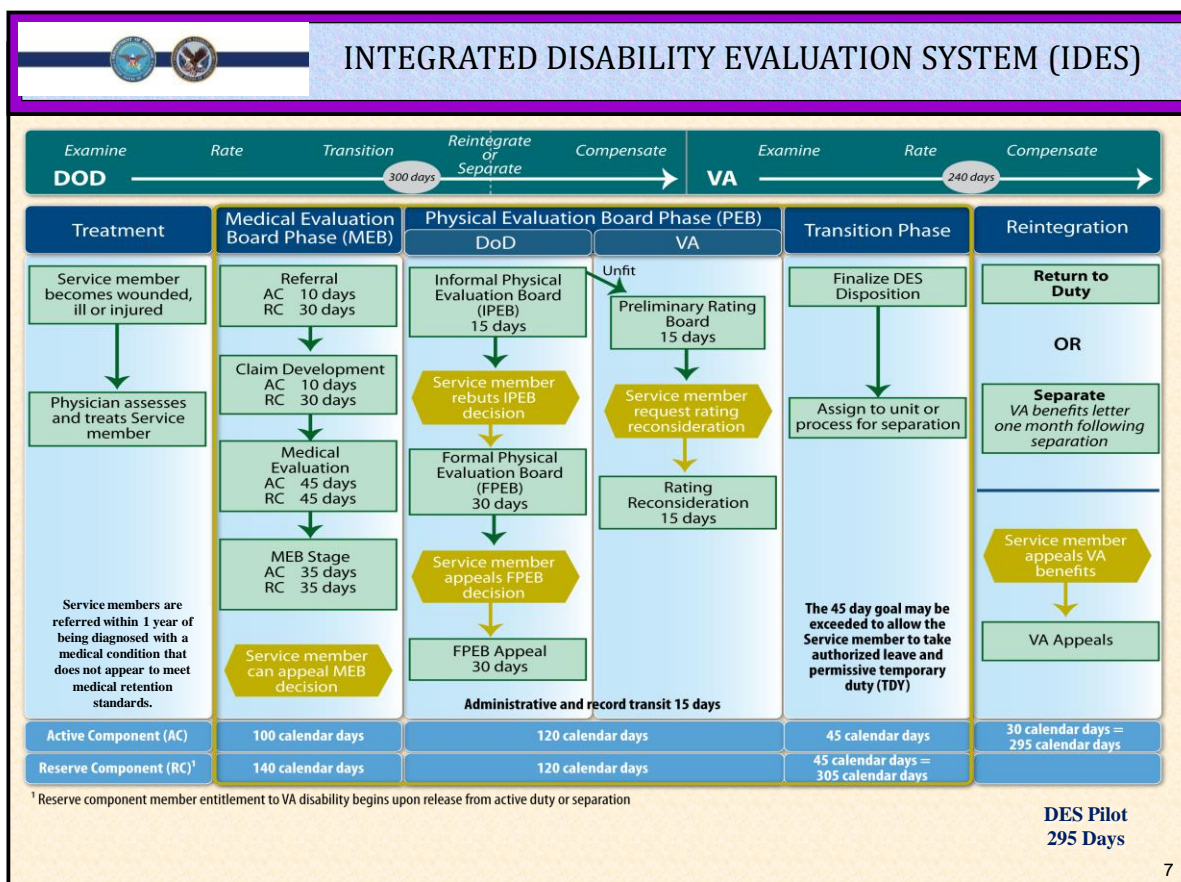 INTEGRATED DISABILITY EVALUATION SYSTEM (IDES)
Examine
Rate
Transition
Reintegrate
or
Separate
Compensate
DOD
300 days
Examine
Rate
Compensate
VA
240 days
Treatment
Service member
becomes wounded,
ill or injured
Physician assesses
and treats Service
member
Service members are
referred within 1 year of
being diagnosed with a
medical condition that
does not appear to meet
medical retention
standards.
Medical Evaluation
Board Phase (MEB)
Referral
AC 10 days
RC 30 days
Claim Development
AC 10 days
RC 30 days
Medical
Evaluation
AC 45 days
RC 45 days
MEB Stage
AC 35 days
RC 35 days
Service member
can appeal MEB
decision
Physical Evaluation Board Phase (PEB)
DoD
VA
Informal Physical
Evaluation Board
(IPEB)
15 days
Unfit
Service member
rebuts IPEB
decision
Formal Physical
Evaluation Board
(FPEB)
30 days
Service member
appeals FPEB
decision
FPEB Appeal
30 days
Preliminary Rating
Board
15 days
Service member
request rating
reconsideration
Rating
Reconsideration
15 days
Administrative and record transit 15 days
Transition Phase
Finalize DES
Disposition
Assign to unit or
process for separation
The 45 day goal may be
exceeded to allow the
Service member to take
authorized leave and
permissive temporary
duty (TDY)
Reintegration
Return to
Duty
OR
Separate
VA benefits letter
one month following
separation
Service member
appeals VA
benefits
VA Appeals
Active Component (AC)
100 calendar days
120 calendar days
45 calendar days
30 calendar days =
295 calendar days
Reserve Component (RC)¹
140 calendar days
120 calendar days
45 calendar days =
305 calendar days
¹ Reserve component member entitlement to VA disability begins upon release from active duty or separation
DES Pilot
295 Days
7